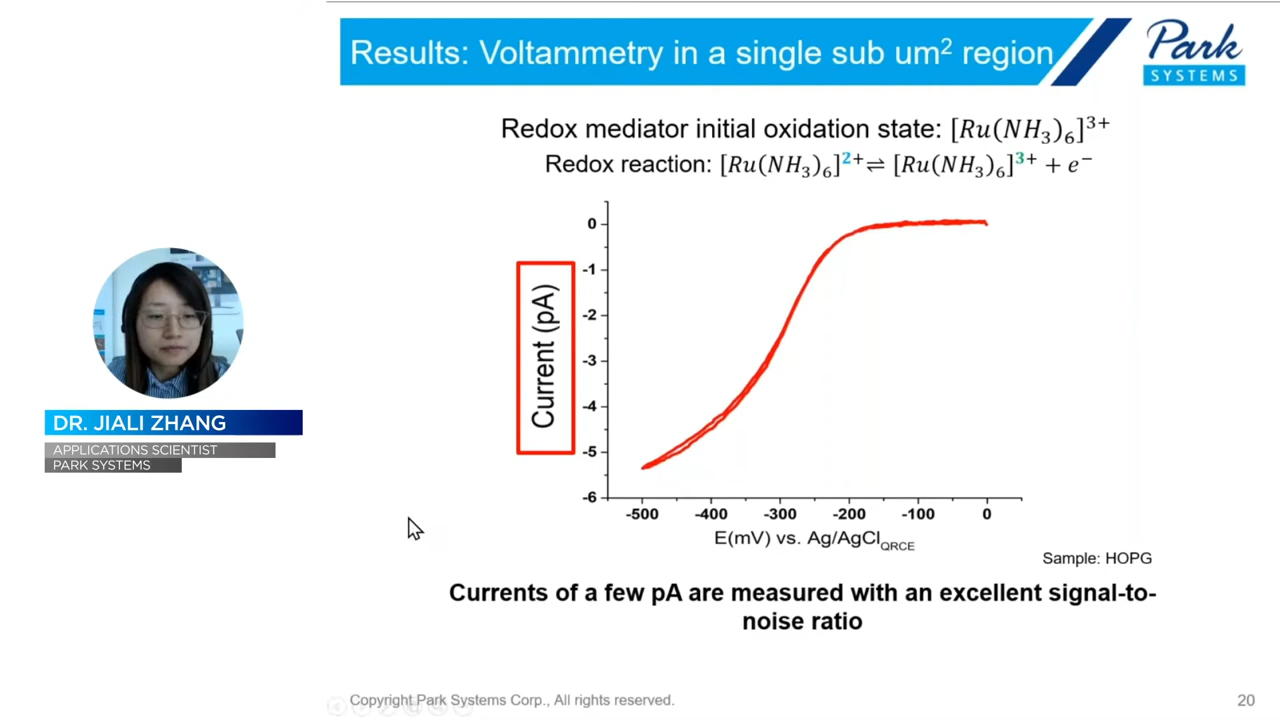 Results: Voltammetry in a single sub um² region
Park
SYSTEMS
Redox mediator initial oxidation state: [Ru(NH₃)₆]³⁺
Redox reaction: [Ru(NH₃)₆]²⁺ ⇌ [Ru(NH₃)₆]³⁺ + e⁻
Current (pA)
0
-1
-2
-3
-4
-5
-6
-500 -400 -300 -200 -100 0
E(mV) vs. Ag/AgCl_QRCE
Sample: HOPG
Currents of a few pA are measured with an excellent signal-to-
noise ratio
DR. JIALI ZHANG
APPLICATIONS SCIENTIST
PARK SYSTEMS
Copyright Park Systems Corp., All rights reserved.
20